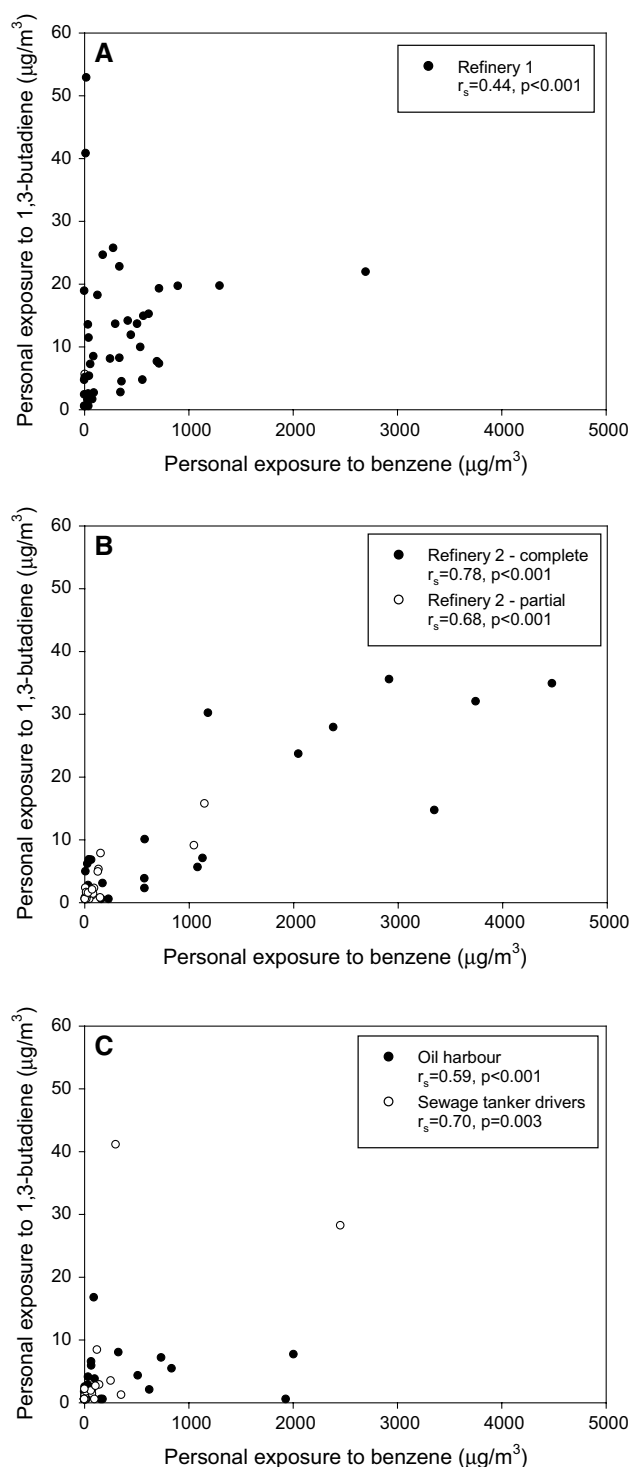 A
Refinery 1
rs=0.44, p<0.001
Personal exposure to 1,3-butadiene (μg/m³)
60
50
40
30
20
10
0
0 1000 2000 3000 4000 5000
Personal exposure to benzene (μg/m³)
B
Refinery 2 - complete
rs=0.78, p<0.001
Refinery 2 - partial
rs=0.68, p<0.001
Personal exposure to 1,3-butadiene (μg/m³)
60
50
40
30
20
10
0
0 1000 2000 3000 4000 5000
Personal exposure to benzene (μg/m³)
C
Oil harbour
rs=0.59, p<0.001
Sewage tanker drivers
rs=0.70, p=0.003
Personal exposure to 1,3-butadiene (μg/m³)
60
50
40
30
20
10
0
0 1000 2000 3000 4000 5000
Personal exposure to benzene (μg/m³)